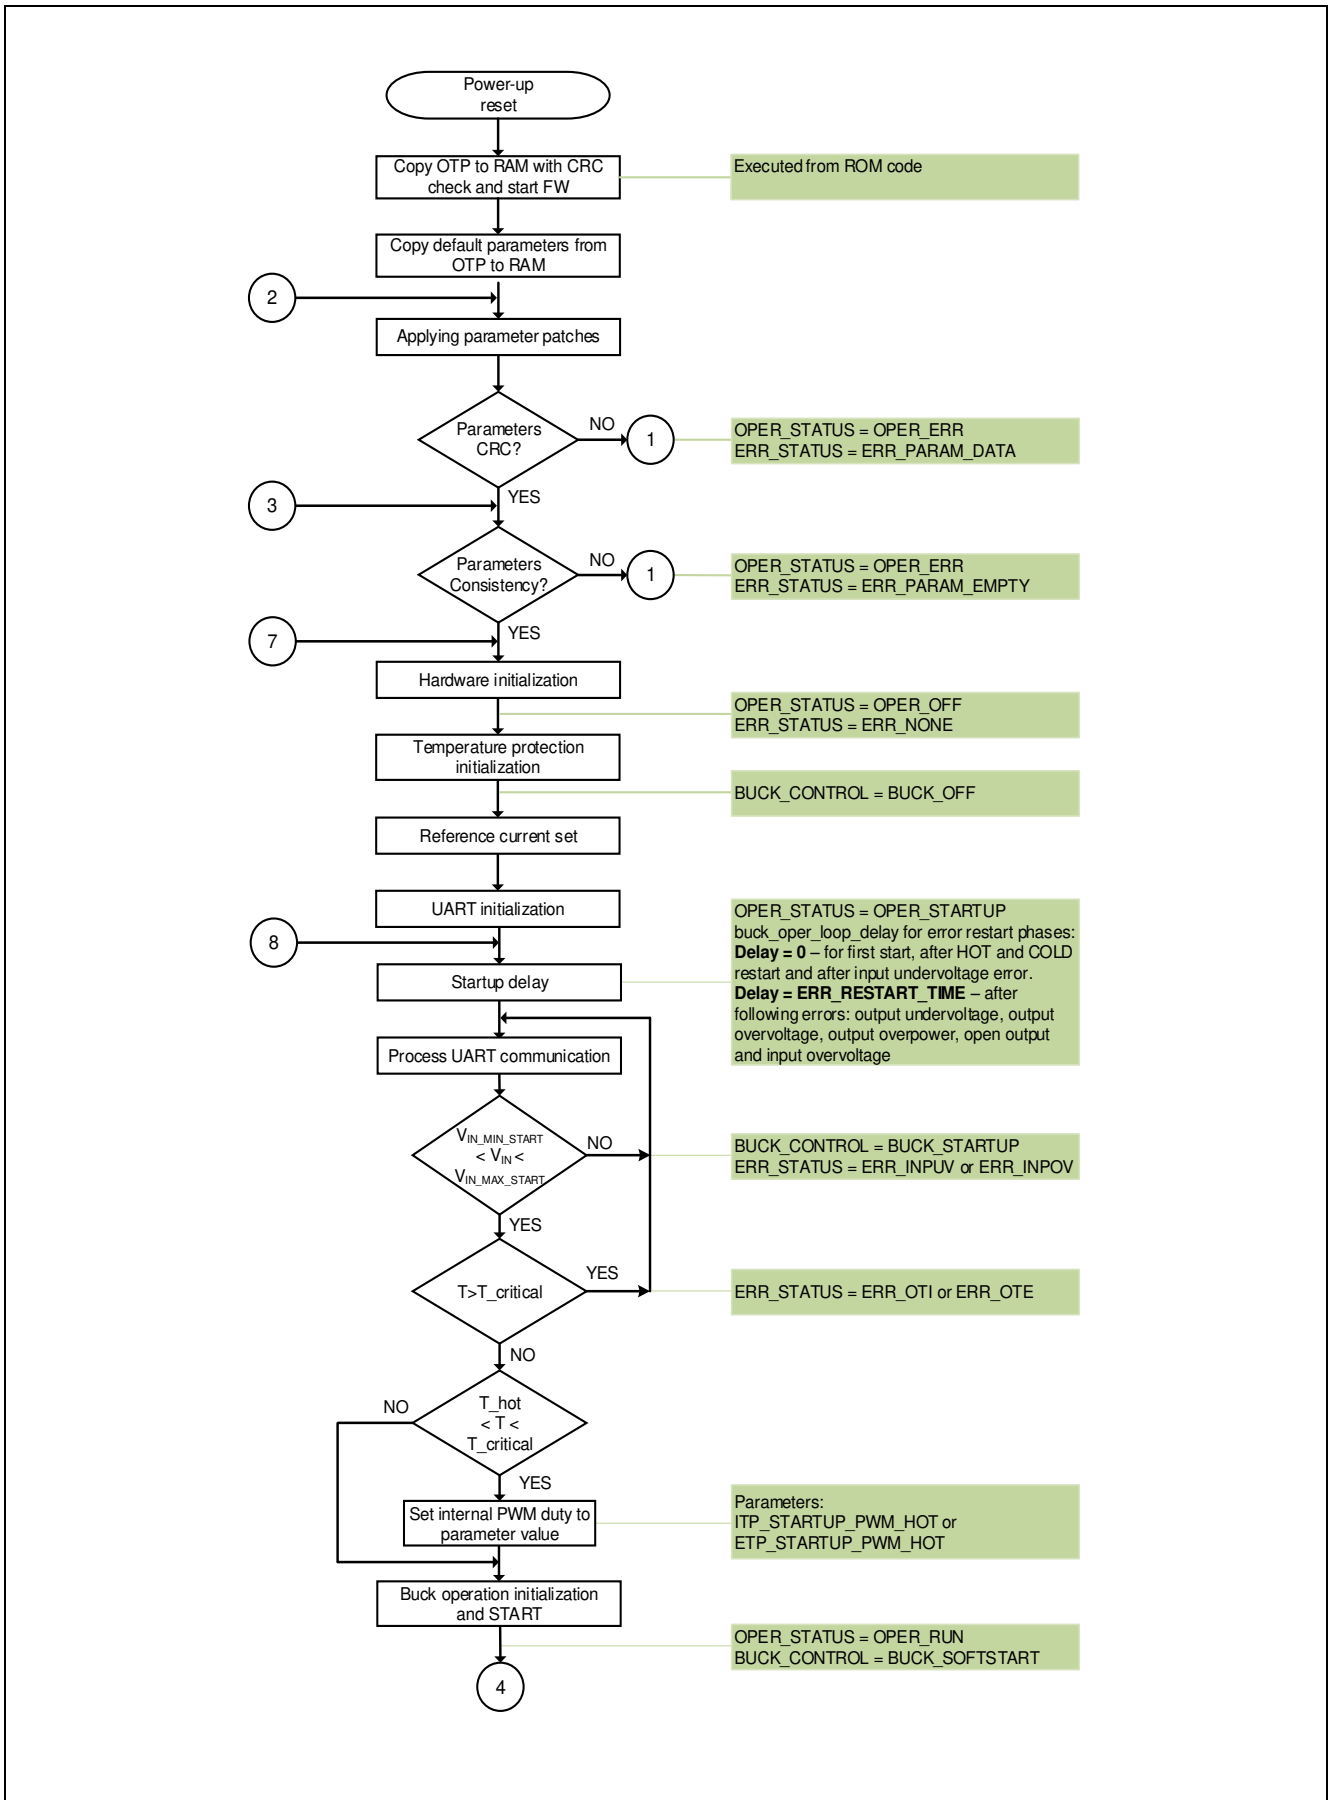 Power-up
reset
Copy OTP to RAM with CRC
check and start FW
Executed from ROM code
Copy default parameters from
OTP to RAM
2
Applying parameter patches
Parameters
CRC?
NO
1
OPER_STATUS = OPER_ERR
ERR_STATUS = ERR_PARAM_DATA
YES
3
Parameters
Consistency?
NO
1
OPER_STATUS = OPER_ERR
ERR_STATUS = ERR_PARAM_EMPTY
YES
7
Hardware initialization
OPER_STATUS = OPER_OFF
ERR_STATUS = ERR_NONE
Temperature protection
initialization
BUCK_CONTROL = BUCK_OFF
Reference current set
UART initialization
8
Startup delay
OPER_STATUS = OPER_STARTUP
buck_oper_loop_delay for error restart phases:
Delay = 0 – for first start, after HOT and COLD
restart and after input undervoltage error.
Delay = ERR_RESTART_TIME – after
following errors: output undervoltage, output
overvoltage, output overpower, open output
and input overvoltage
Process UART communication
VIN_MIN_START
< VIN <
VIN_MAX_START
NO
BUCK_CONTROL = BUCK_STARTUP
ERR_STATUS = ERR_INPUV or ERR_INPOV
YES
T>T_critical
YES
ERR_STATUS = ERR_OTI or ERR_OTE
NO
T_hot
< T <
T_critical
NO
YES
Set internal PWM duty to
parameter value
Parameters:
ITP_STARTUP_PWM_HOT or
ETP_STARTUP_PWM_HOT
Buck operation initialization
and START
OPER_STATUS = OPER_RUN
BUCK_CONTROL = BUCK_SOFTSTART
4